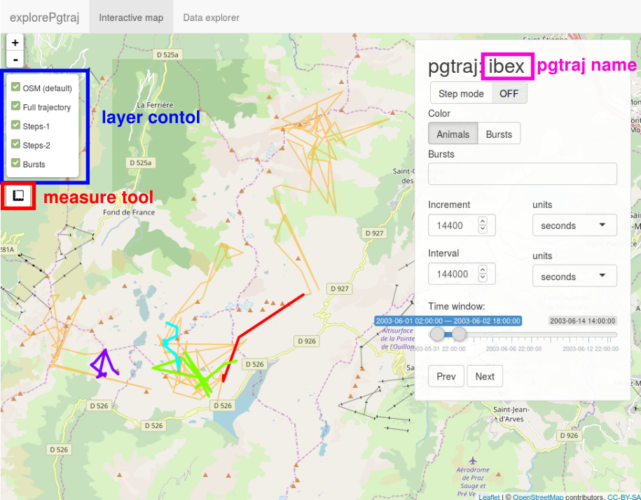 explorePgtraj
Interactive map
Data explorer
+
-
OSM (default)
Full trajectory
Steps-1
Steps-2
Bursts
layer contol
measure tool
pgtraj: ibex
pgtraj name
Step mode
OFF
Color
Animals
Bursts
Bursts
Increment
units
14400
seconds
Interval
units
144000
seconds
Time window:
2003-06-01 02:00:00 — 2003-06-02 18:00:00
2003-06-14 14:00:00
2003-05-31 22:00:00
2003-06-06 22:00:00
2003-06-12 22:00:00
Prev
Next
D 526
La Ferrière
D 525a
D 525a
Fond de France
D 927
D 927
D 926
D 526
D 526
D 526
D 526
D 526
Saint-Jean-
d'Arves
Aérodrome
de Praz
Sauge et
Pré Ve
Leaflet | © OpenStreetMap contributors, CC-BY-SA